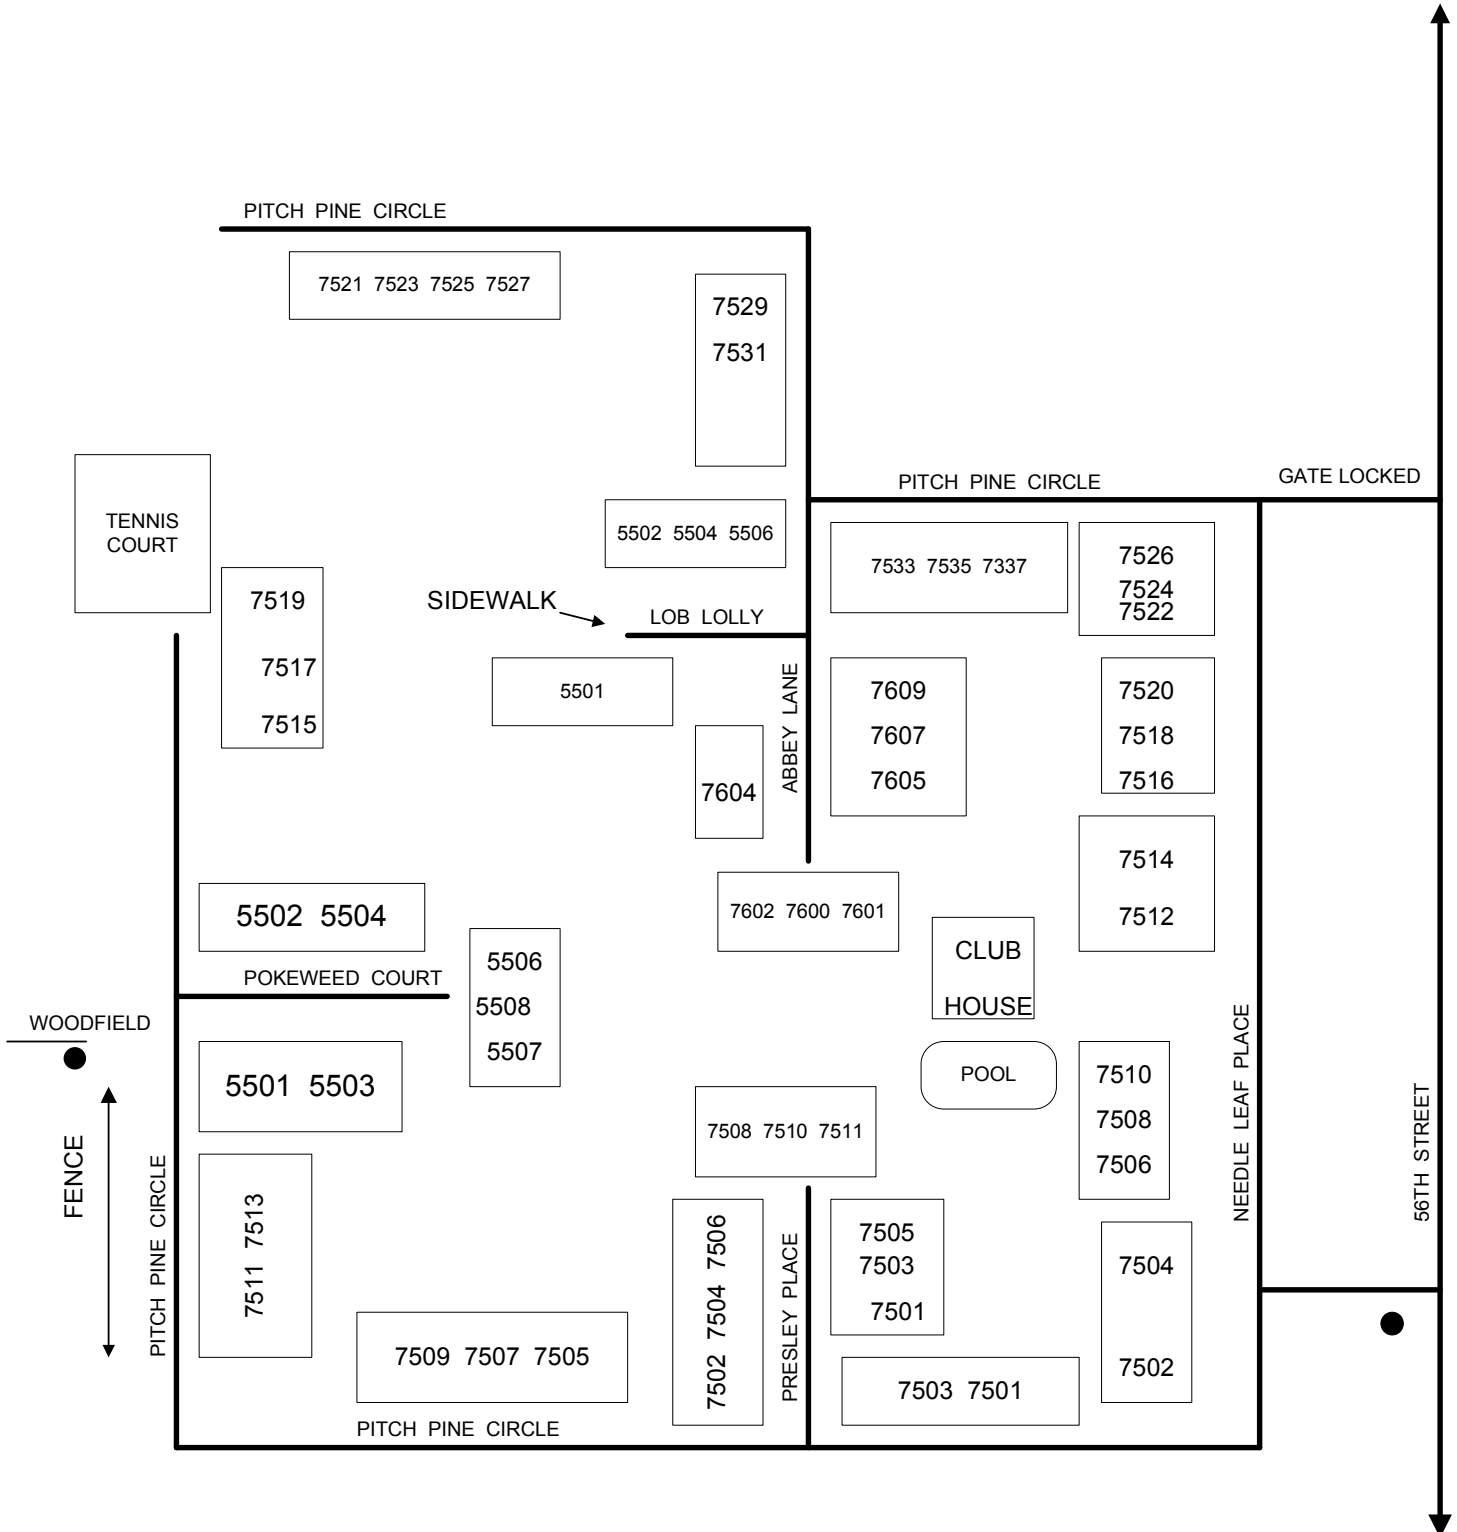 PITCH PINE CIRCLE
7521 7523 7525 7527
7529
7531
PITCH PINE CIRCLE
GATE LOCKED
TENNIS
COURT
5502 5504 5506
7533 7535 7337
7526
7524
7522
7519
7517
7515
SIDEWALK
LOB LOLLY
5501
ABBEY LANE
7609
7607
7605
7520
7518
7516
7604
7514
7512
5502 5504
7602 7600 7601
CLUB
HOUSE
5506
5508
5507
POKEWEED COURT
WOODFIELD
5501 5503
POOL
7510
7508
7506
NEEDLE LEAF PLACE
56TH STREET
7508 7510 7511
FENCE
PITCH PINE CIRCLE
7511 7513
7502 7504 7506
PRESLEY PLACE
7505
7503
7501
7504
7502
7509 7507 7505
7503 7501
PITCH PINE CIRCLE